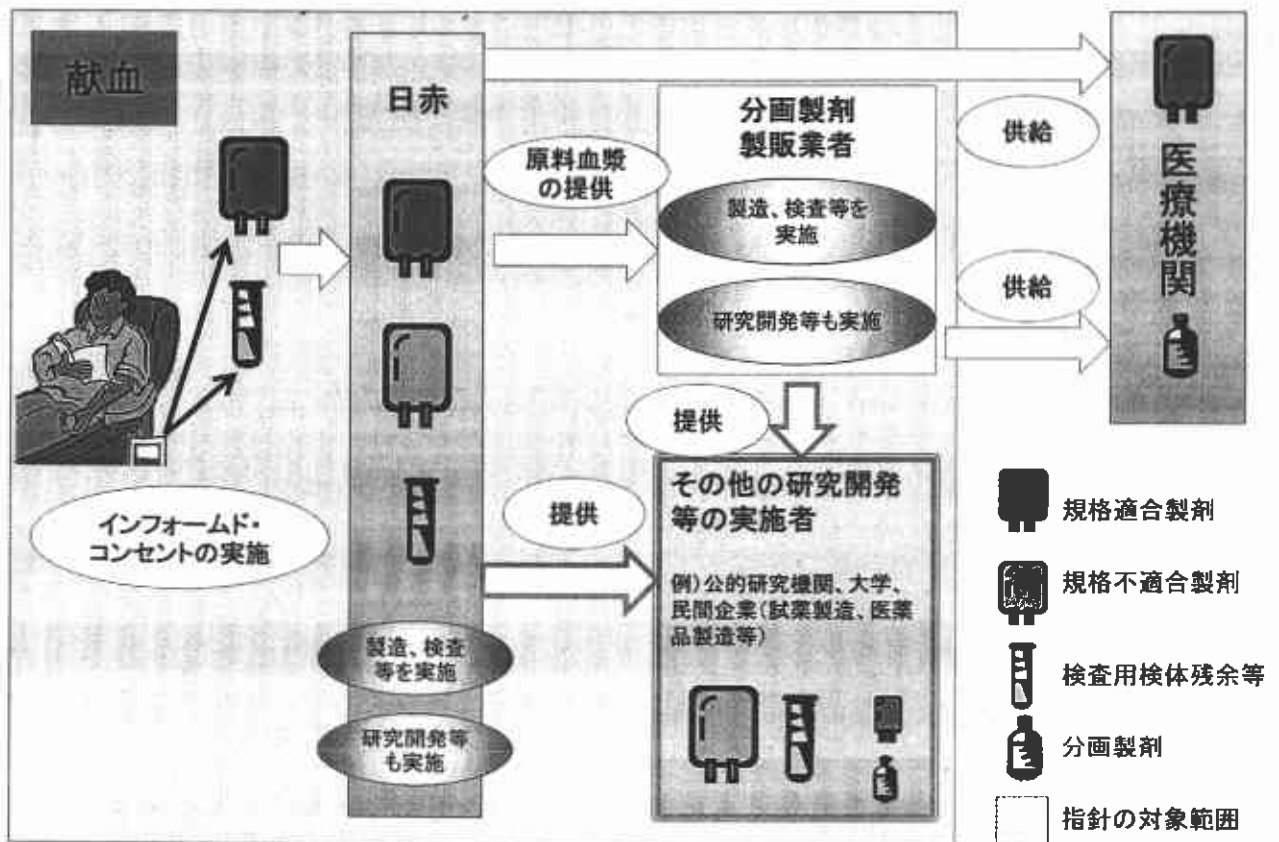 献血
日赤
分画製剤
製販業者
供給
医療機関
原料血漿
の提供
製造、検査等を
実施
研究開発等も実施
供給
提供
その他の研究開発
等の実施者
例)公的研究機関、大学、
民間企業(試薬製造、医薬
品製造等)
提供
インフォームド・
コンセントの実施
製造、検査
等を実施
研究開発等
も実施
規格適合製剤
規格不適合製剤
検査用検体残余等
分画製剤
指針の対象範囲